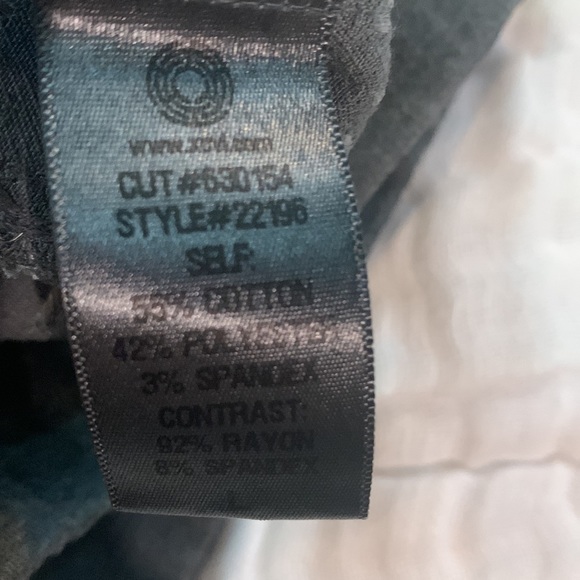 www.xcvi.com
CUT#630154
STYLE#22196
SELF:
55% COTTON
42% POLYESTER
3% SPANDEX
CONTRAST:
92% RAYON
8% SPANDEX
L